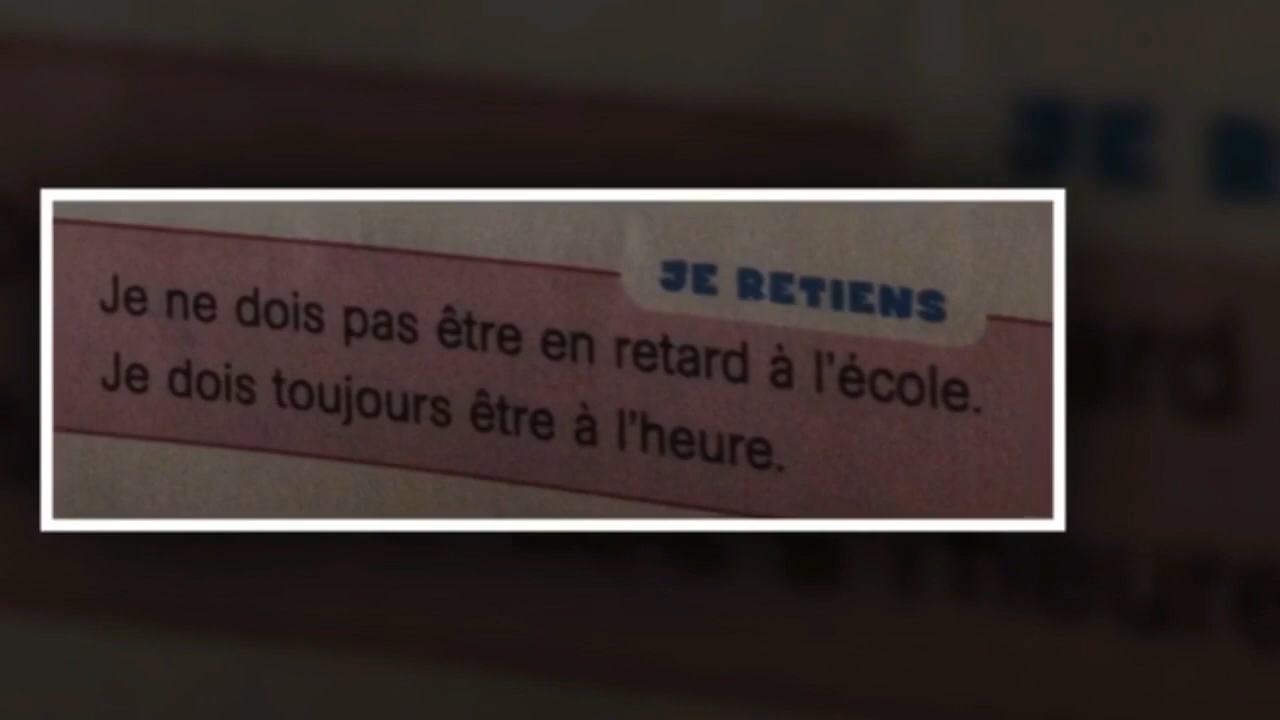 JE RETIENS
Je ne dois pas être en retard à l'école.
Je dois toujours être à l'heure.